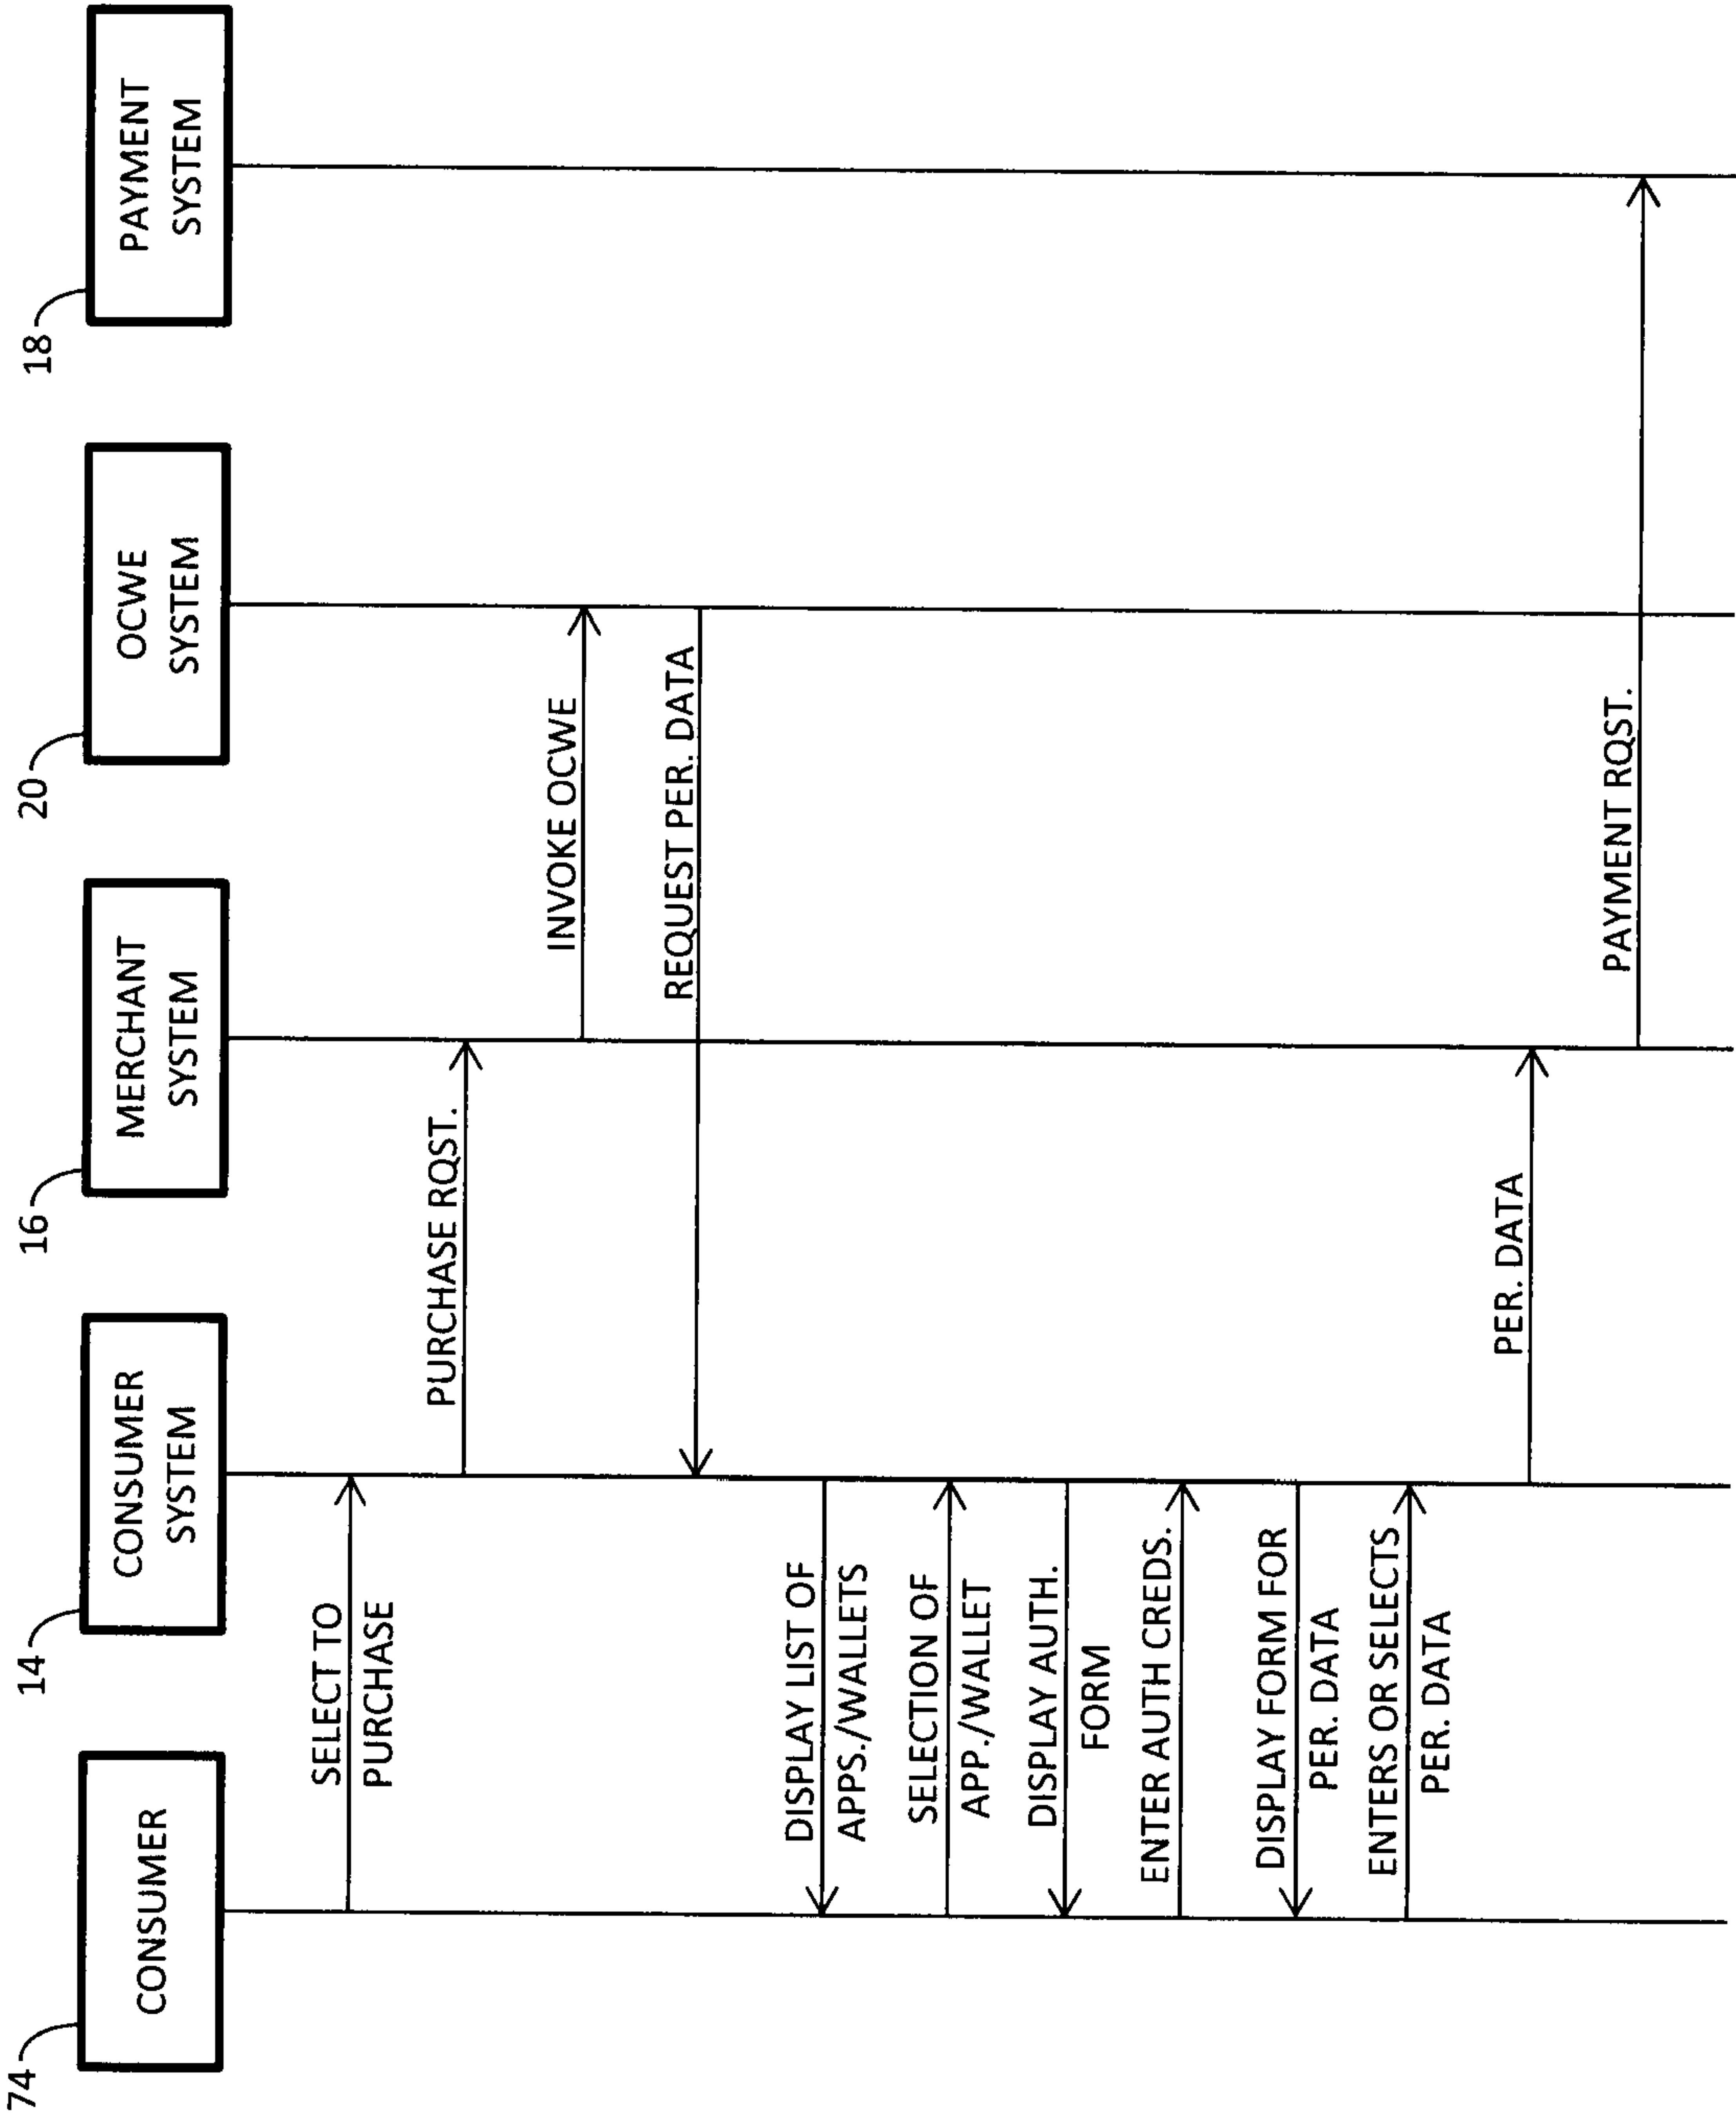 74
CONSUMER
14
CONSUMER
SYSTEM
16
MERCHANT
SYSTEM
20
OCWE
SYSTEM
18
PAYMENT
SYSTEM
SELECT TO
PURCHASE
PURCHASE RQST.
INVOKE OCWE
REQUEST PER. DATA
DISPLAY LIST OF
APPS./WALLETS
SELECTION OF
APP./WALLET
DISPLAY AUTH.
FORM
ENTER AUTH CREDS.
DISPLAY FORM FOR
PER. DATA
ENTERS OR SELECTS
PER. DATA
PER. DATA
PAYMENT RQST.